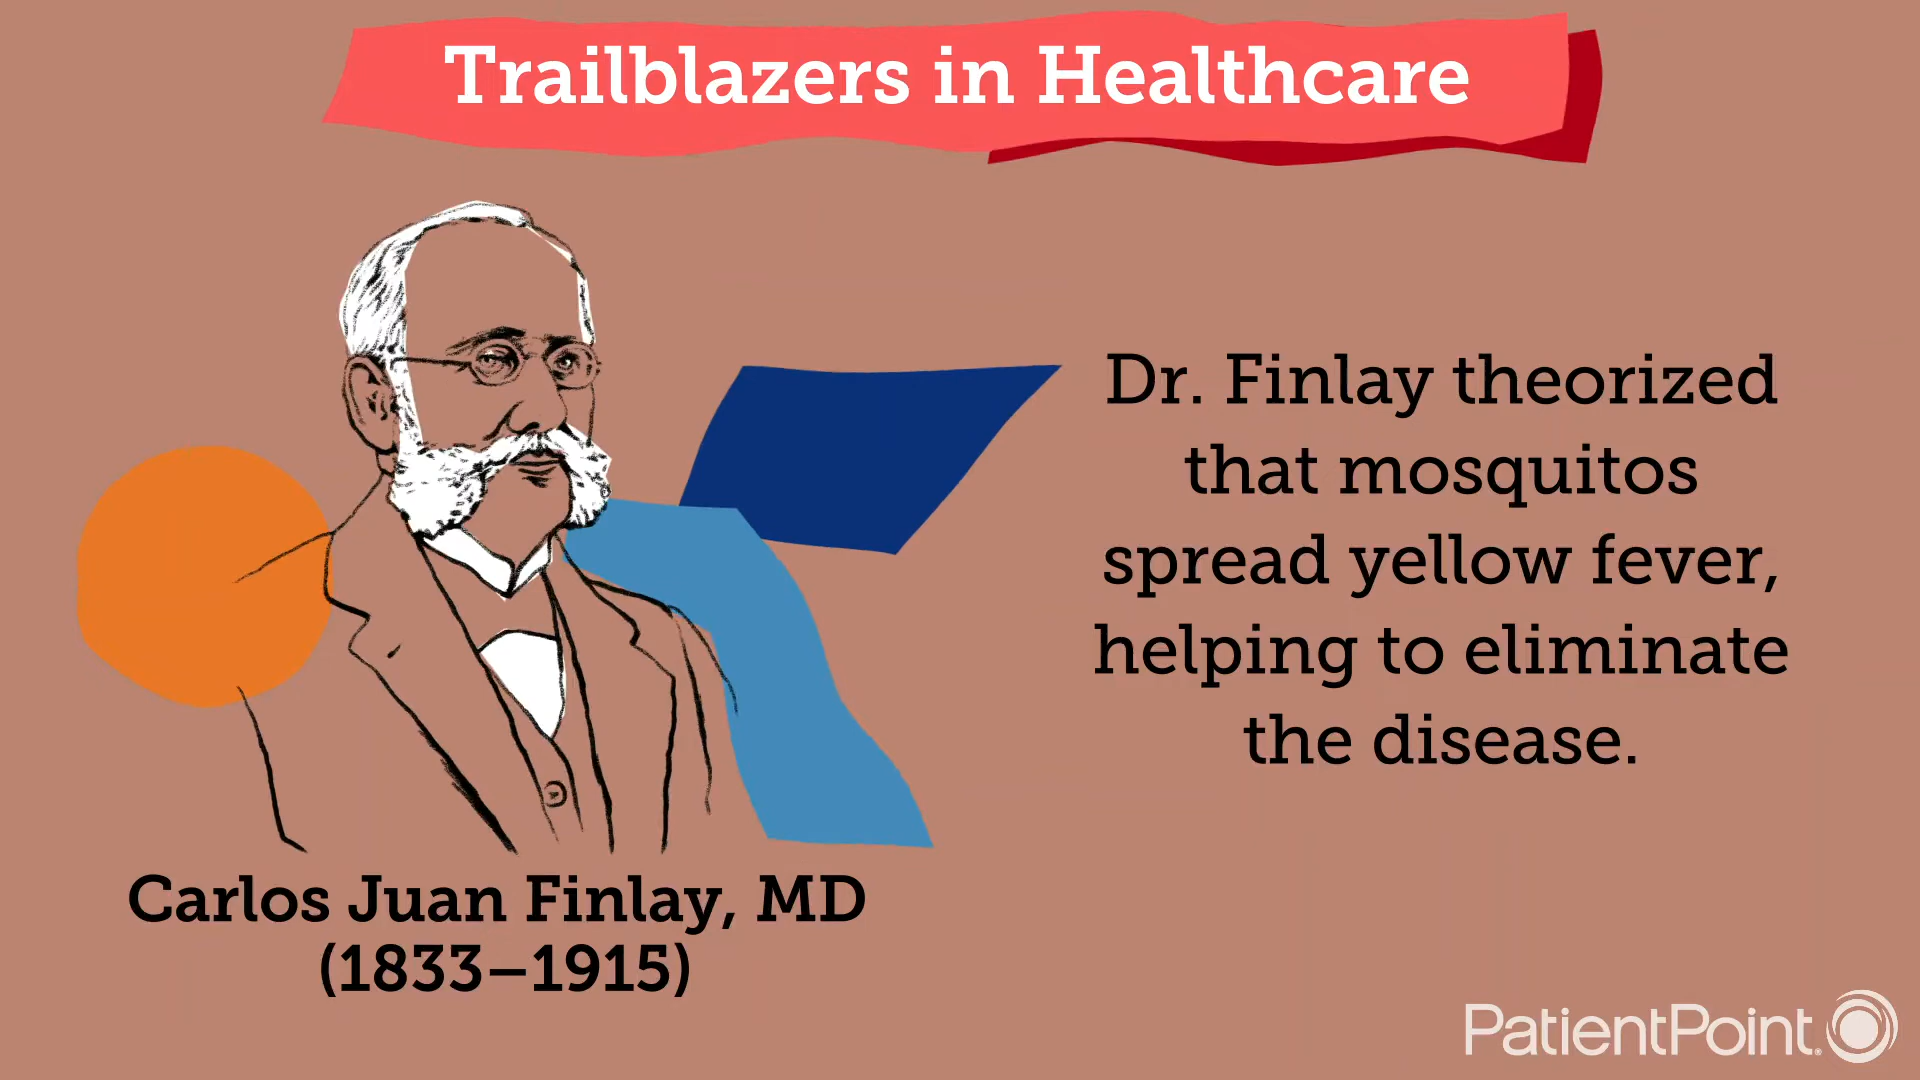 Trailblazers in Healthcare
Dr. Finlay theorized
that mosquitos
spread yellow fever,
helping to eliminate
the disease.
Carlos Juan Finlay, MD
(1833–1915)
PatientPoint®